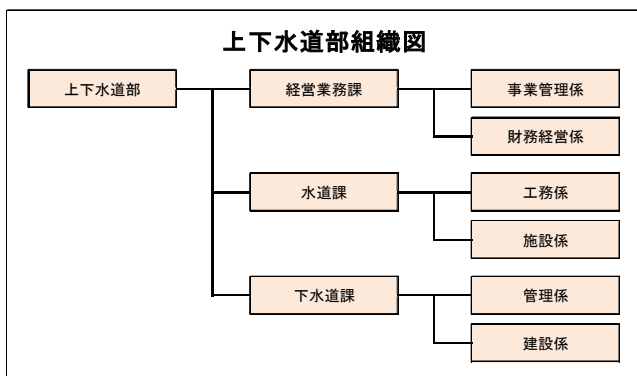 上下水道部組織図
上下水道部
経営業務課
事業管理係
財務経営係
水道課
工務係
施設係
下水道課
管理係
建設係